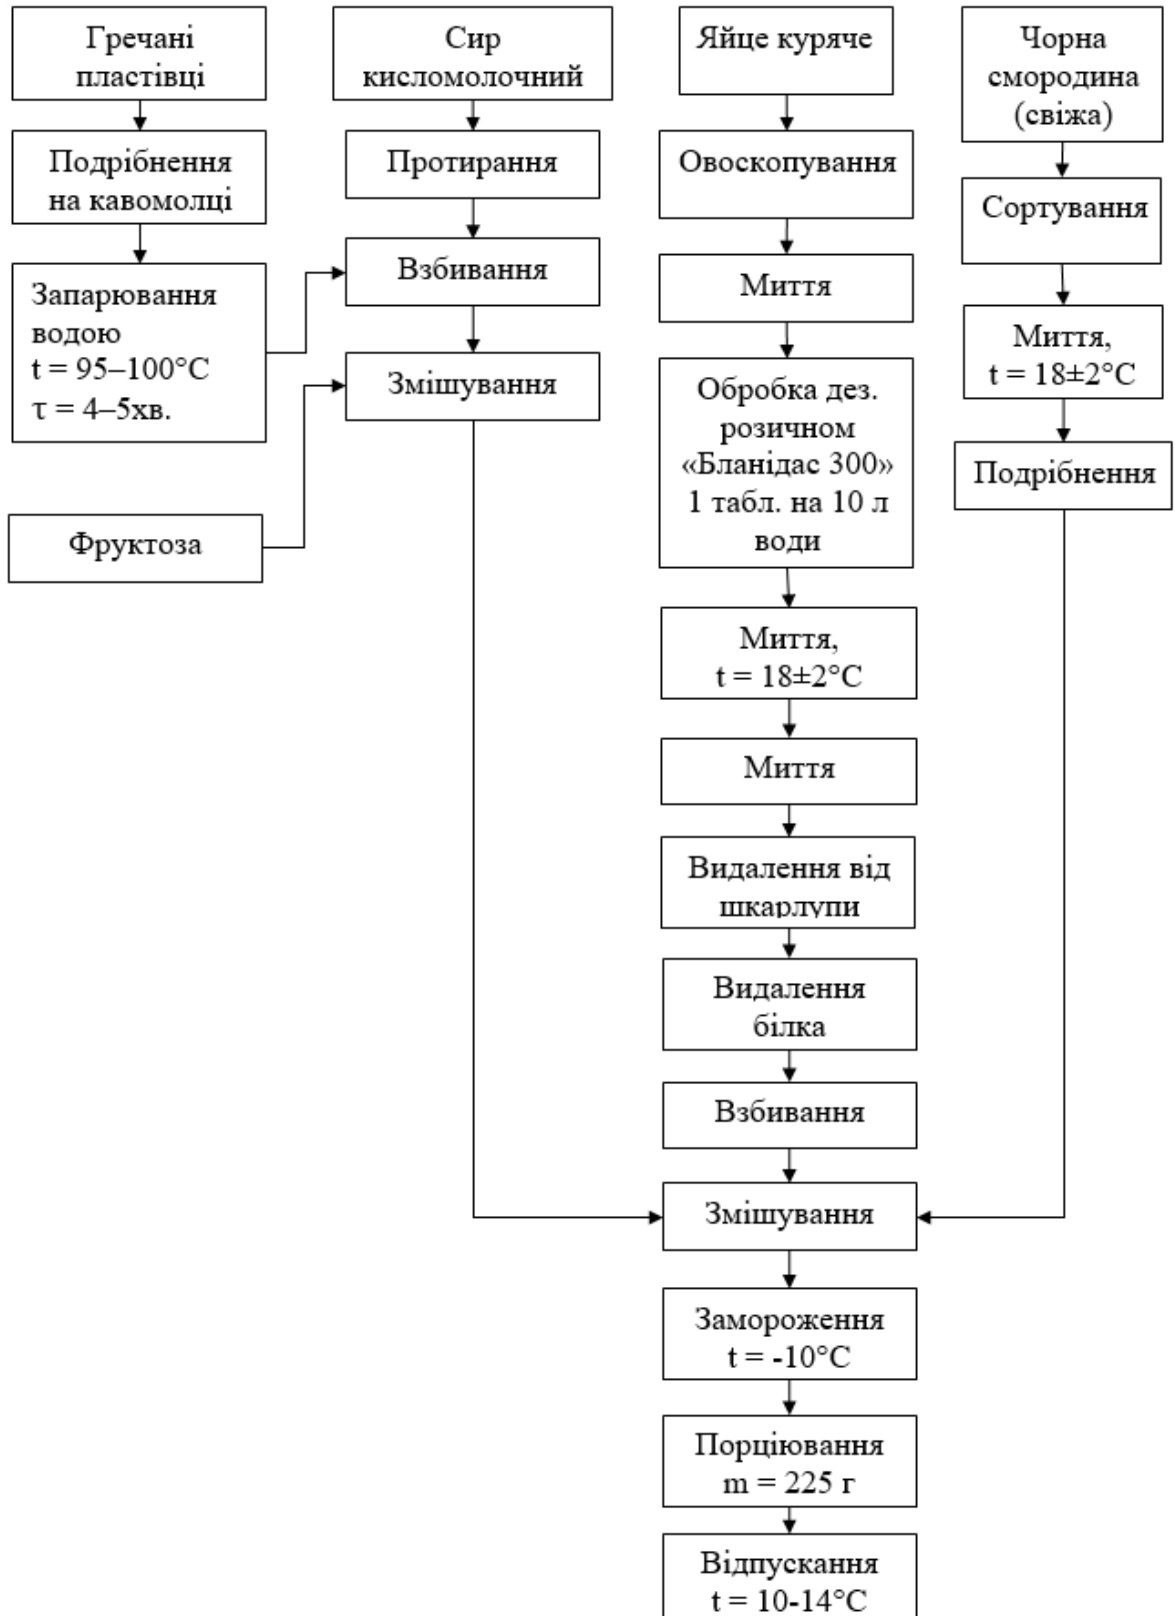 Гречані
пластівці
Подрібнення
на кавомолці
Запарювання
водою
t = 95–100°С
τ = 4–5хв.
Фруктоза
Сир
кисломолочний
Протирання
Взбивання
Змішування
Яйце куряче
Овоскопування
Миття
Обробка дез.
розичном
«Бланідас 300»
1 табл. на 10 л
води
Миття,
t = 18±2°С
Миття
Видалення від
шкарлупи
Видалення
білка
Взбивання
Змішування
Замороження
t = -10°С
Порціювання
m = 225 г
Відпускання
t = 10-14°С
Чорна
смородина
(свіжа)
Сортування
Миття,
t = 18±2°С
Подрібнення